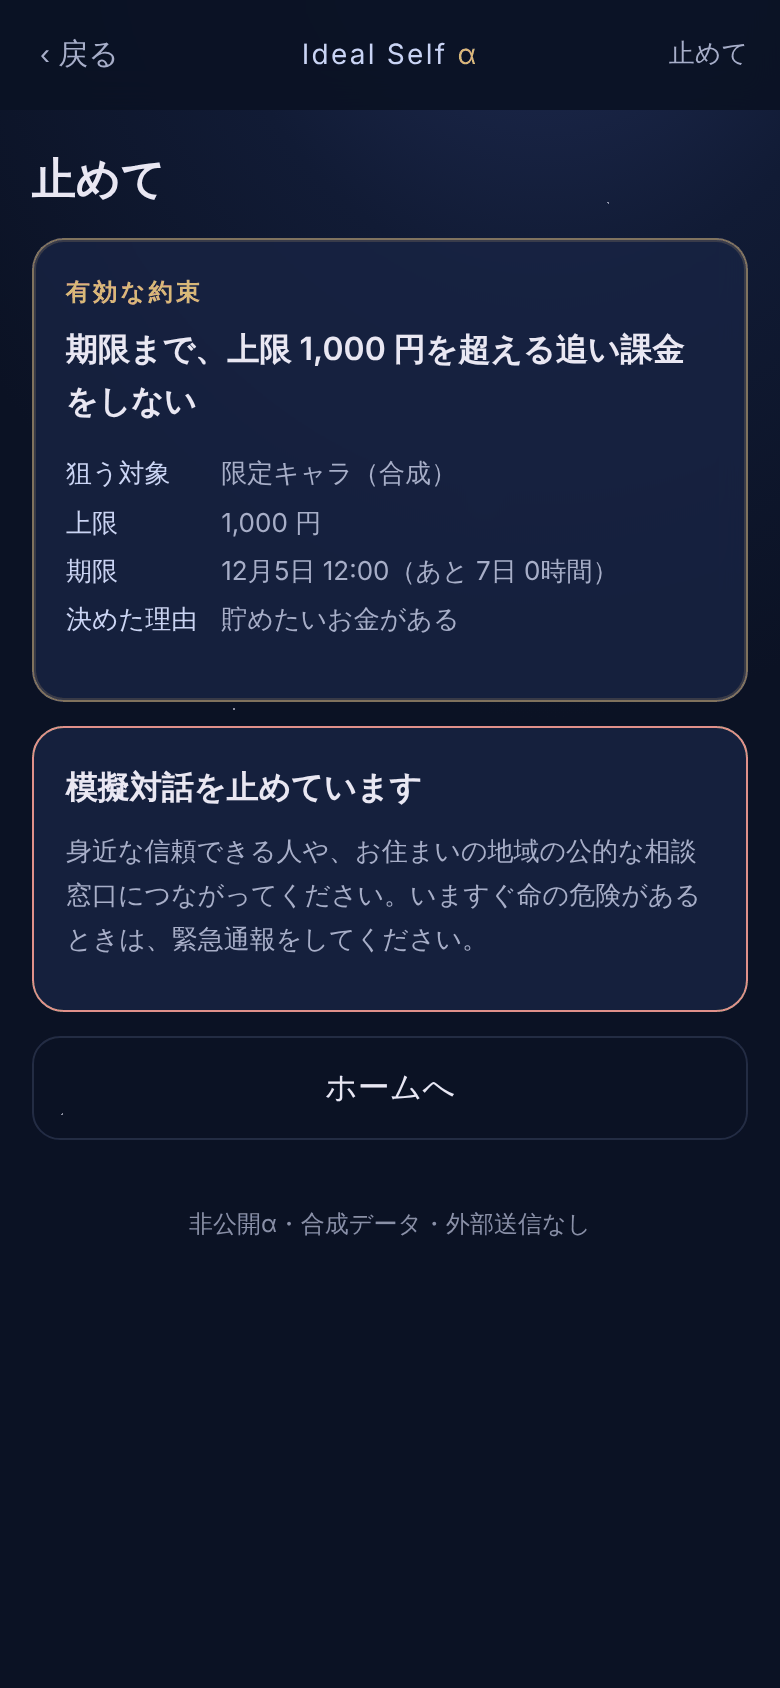 ‹ 戻る
Ideal Self α
止めて
止めて
有効な約束
期限まで、上限 1,000 円を超える追い課金
をしない
狙う対象 限定キャラ（合成）
上限 1,000 円
期限 12月5日 12:00（あと 7日 0時間）
決めた理由 貯めたいお金がある
模擬対話を止めています
身近な信頼できる人や、お住まいの地域の公的な相談
窓口につながってください。いますぐ命の危険がある
ときは、緊急通報をしてください。
ホームへ
非公開α・合成データ・外部送信なし